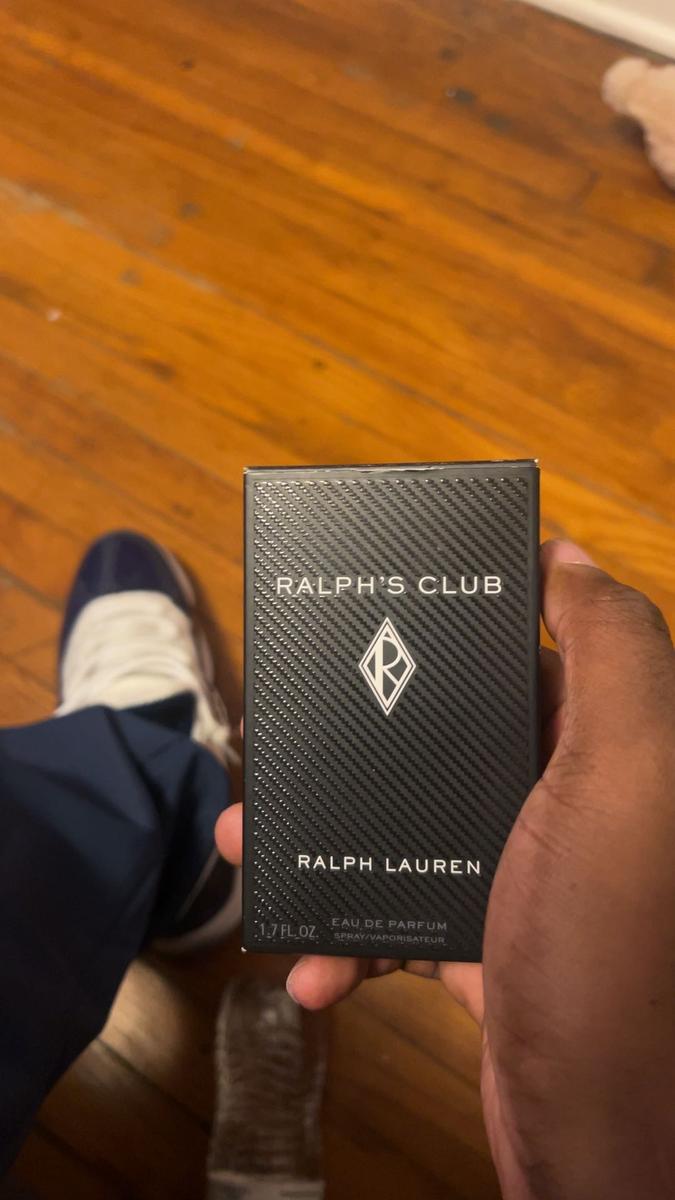 RALPH'S CLUB
R
RALPH LAUREN
1.7 FL. OZ. EAU DE PARFUM
SPRAY/VAPORISATEUR